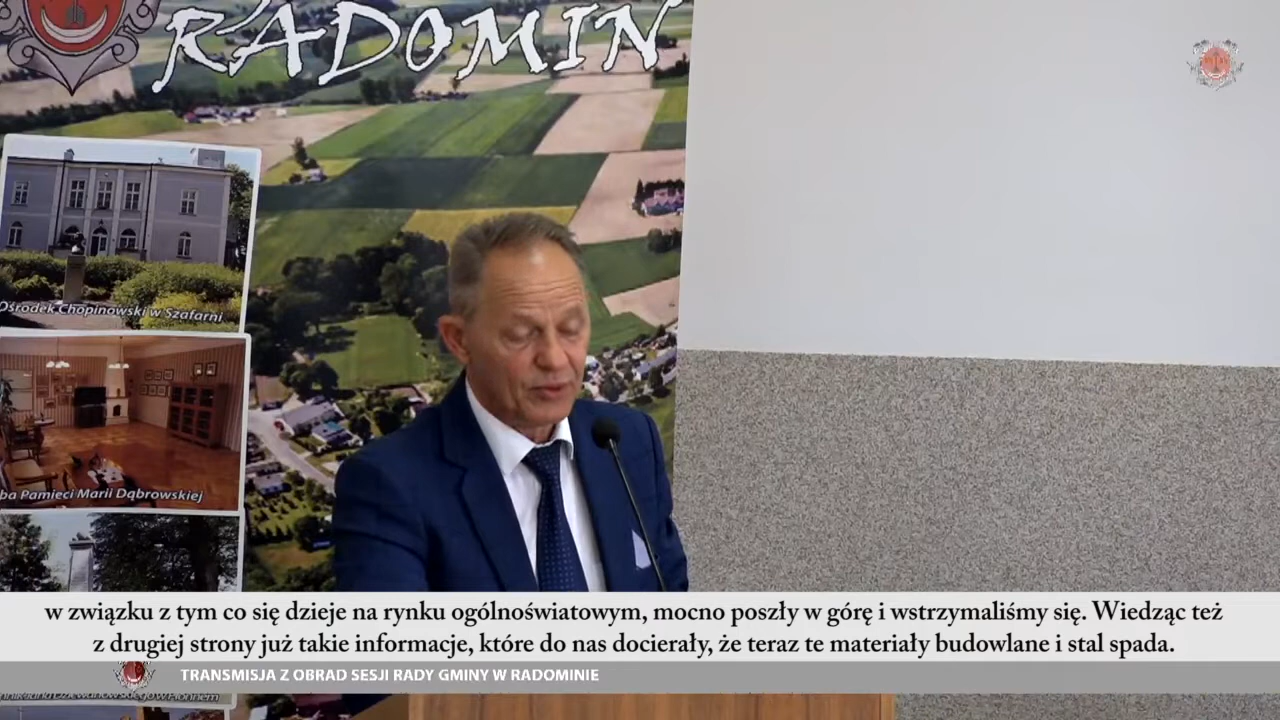 RADOMIN
Ośrodek Chopinowski w Szafarni
ba Pamięci Marii Dąbrowskiej
w związku z tym co się dzieje na rynku ogólnoświatowym, mocno poszły w górę i wstrzymaliśmy się. Wiedząc też
z drugiej strony już takie informacje, które do nas docierały, że teraz te materiały budowlane i stal spada.
TRANSMISJA Z OBRAD SESJI RADY GMINY W RADOMINIE